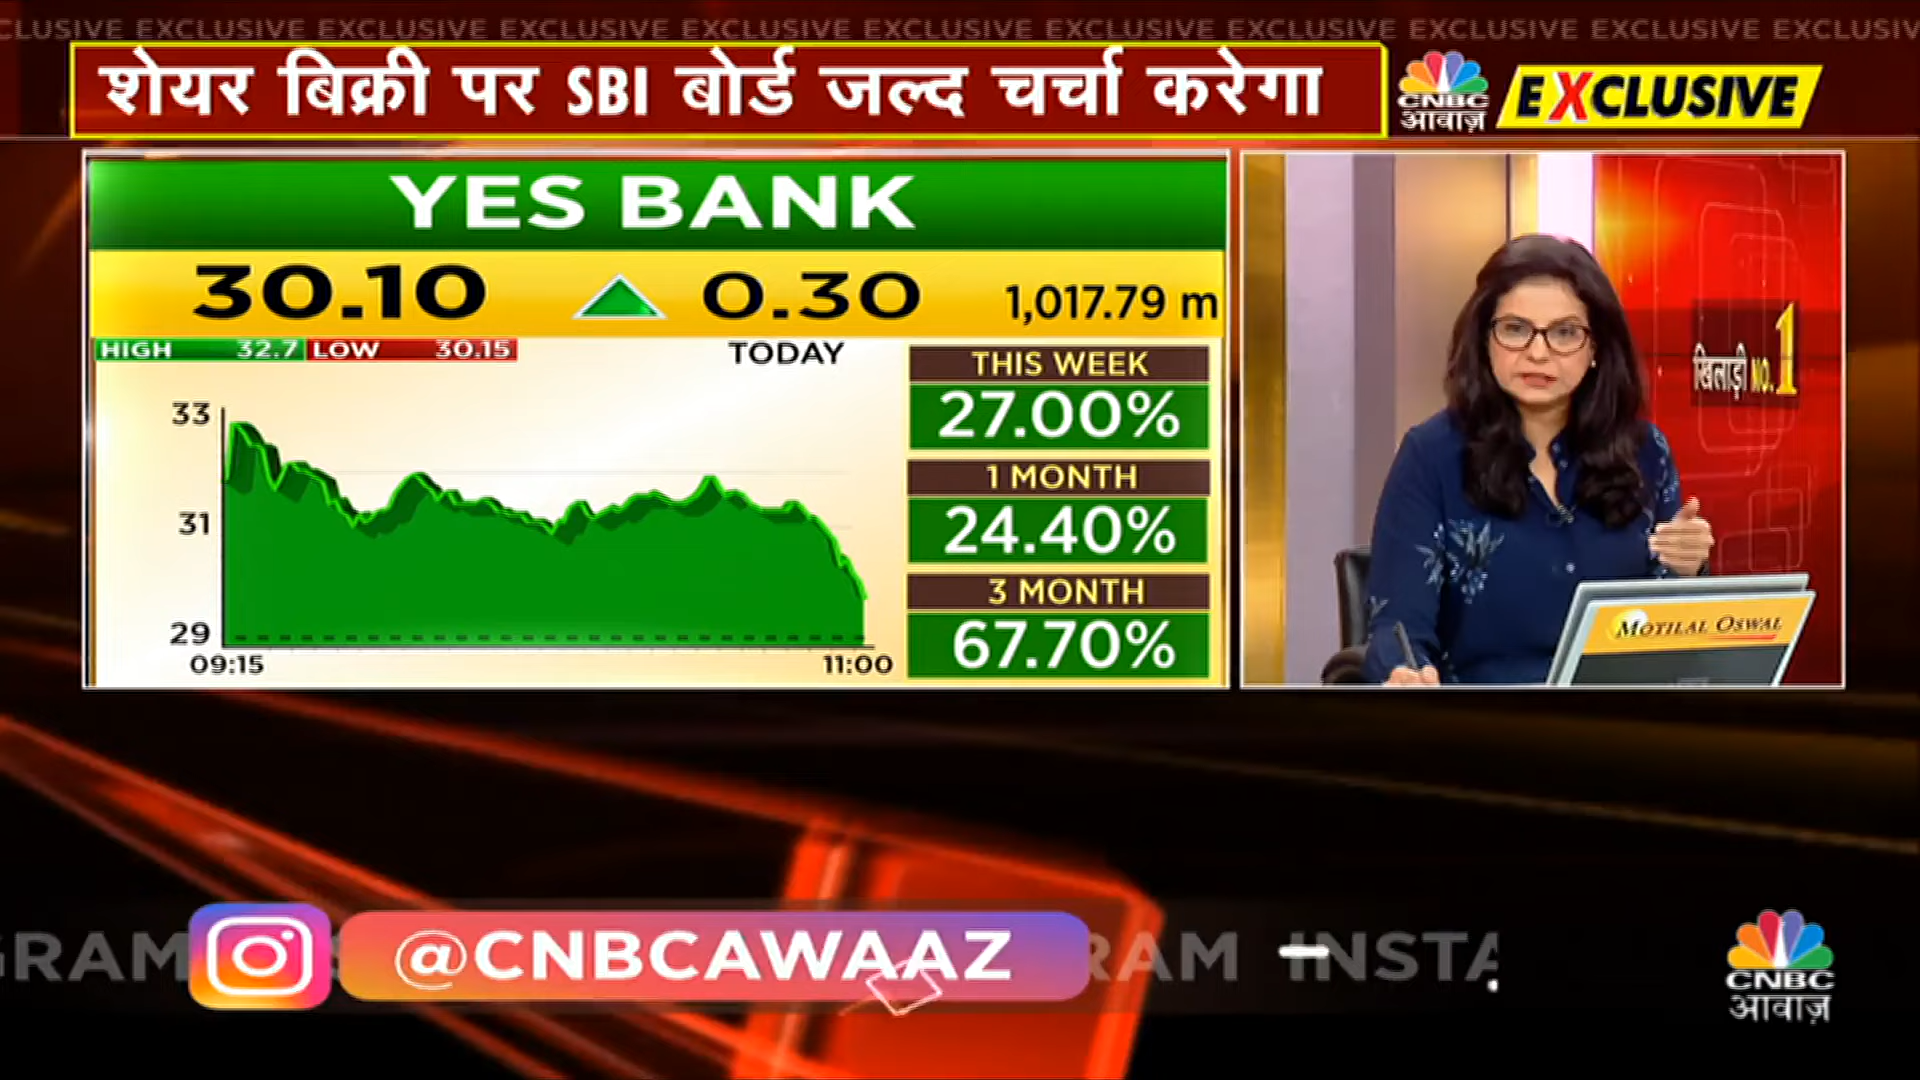 EXCLUSIVE EXCLUSIVE EXCLUSIVE EXCLUSIVE EXCLUSIVE EXCLUSIVE EXCLUSIVE EXCLUSIVE
शेयर बिक्री पर SBI बोर्ड जल्द चर्चा करेगा
CNBC
आवाज़
EXCLUSIVE
YES BANK
30.10 0.30 1,017.79 m
HIGH 32.7 LOW 30.15
TODAY
33
31
29
09:15 11:00
THIS WEEK
27.00%
1 MONTH
24.40%
3 MONTH
67.70%
खिलाड़ी NO. 1
MOTILAL OSWAL
GRAM
@CNBCAWAAZ
RAM INSTA
CNBC
आवाज़